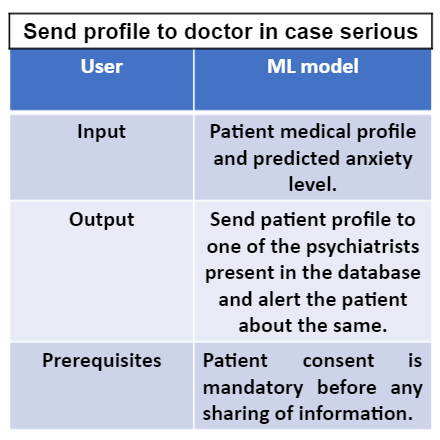 Send profile to doctor in case serious
User ML model
Input Patient medical profile
and predicted anxiety
level.
Output Send patient profile to
one of the psychiatrists
present in the database
and alert the patient
about the same.
Prerequisites Patient consent is
mandatory before any
sharing of information.